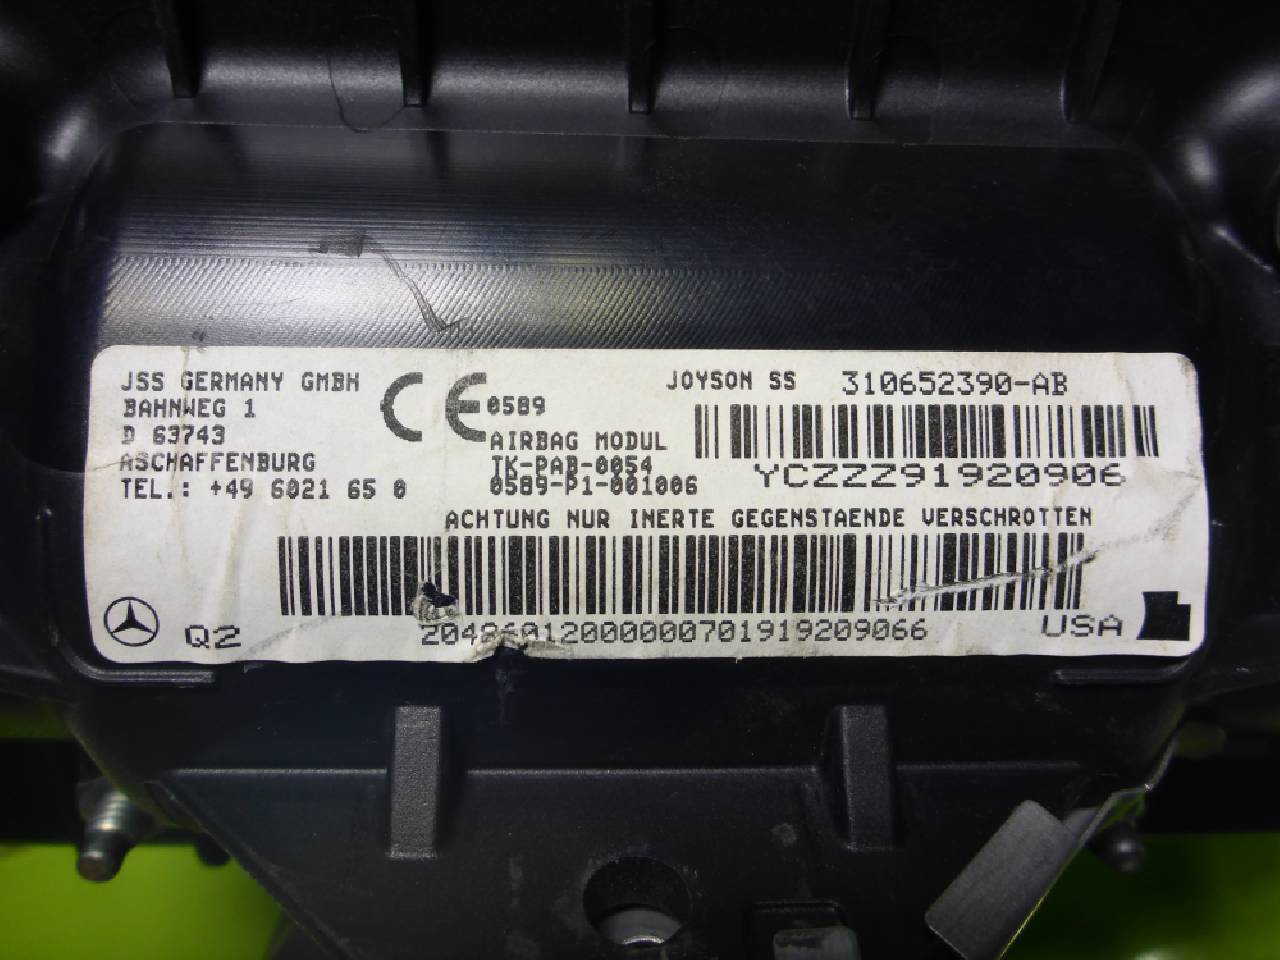 JSS GERMANY GMBH
BAHNWEG 1
D 63743
ASCHAFFENBURG
TEL.: +49 6021 65 0
CE 0589
AIRBAG MODUL
TK-PAB-0054
0589-P1-001006
JOYSON SS 310652390-AB
YCZZZ91920906
ACHTUNG NUR INERTE GEGENSTAENDE VERSCHROTTEN
Q2
20486012000000701919209066
USA